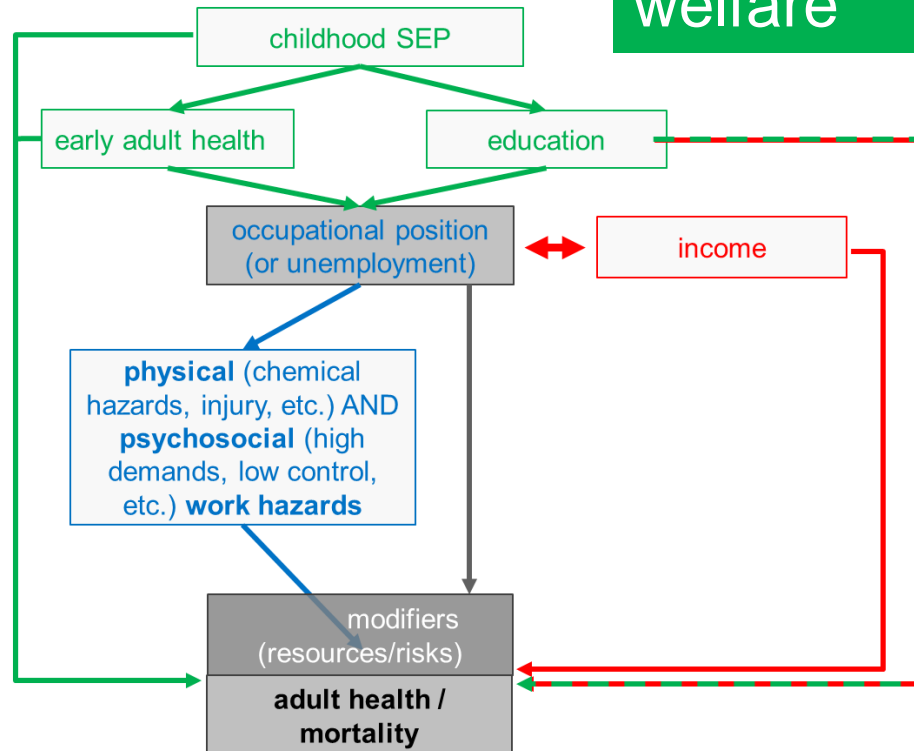 welfare
childhood SEP
early adult health
education
occupational position
(or unemployment)
income
physical (chemical
hazards, injury, etc.) AND
psychosocial (high
demands, low control,
etc.) work hazards
modifiers
(resources/risks)
adult health /
mortality